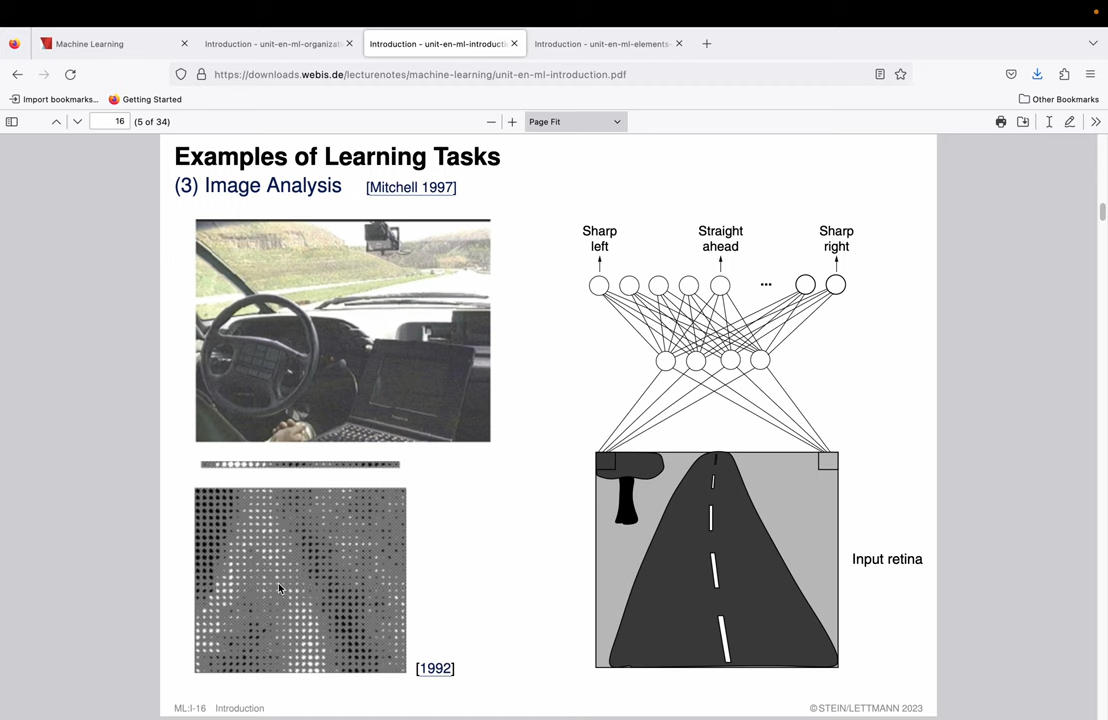 Machine Learning
Introduction - unit-en-ml-organizati
Introduction - unit-en-ml-introducti
Introduction - unit-en-ml-elements-
https://downloads.webis.de/lecturenotes/machine-learning/unit-en-ml-introduction.pdf
Import bookmarks...
Getting Started
Other Bookmarks
16
(5 of 34)
Page Fit
Examples of Learning Tasks
(3) Image Analysis [Mitchell 1997]
Sharp left
Straight ahead
Sharp right
...
Input retina
[1992]
ML:I-16 Introduction
© STEIN/LETTMANN 2023